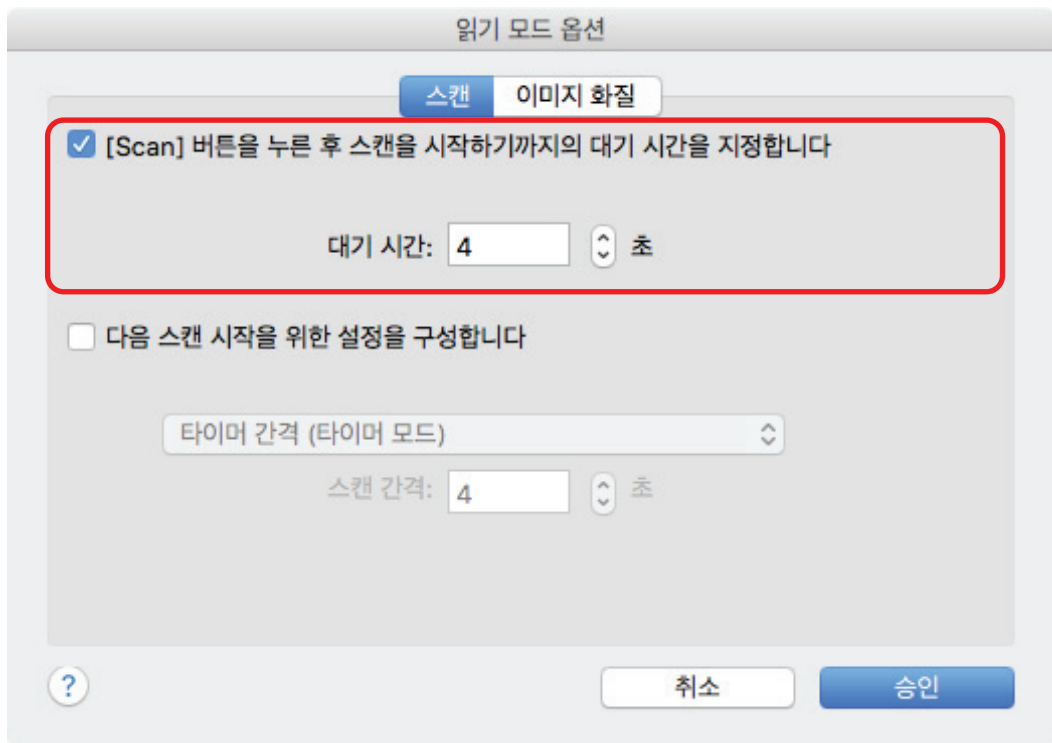 읽기 모드 옵션
스캔 이미지 화질
[Scan] 버튼을 누른 후 스캔을 시작하기까지의 대기 시간을 지정합니다
대기 시간: 4 초
다음 스캔 시작을 위한 설정을 구성합니다
타이머 간격 (타이머 모드)
스캔 간격: 4 초
? 취소 승인